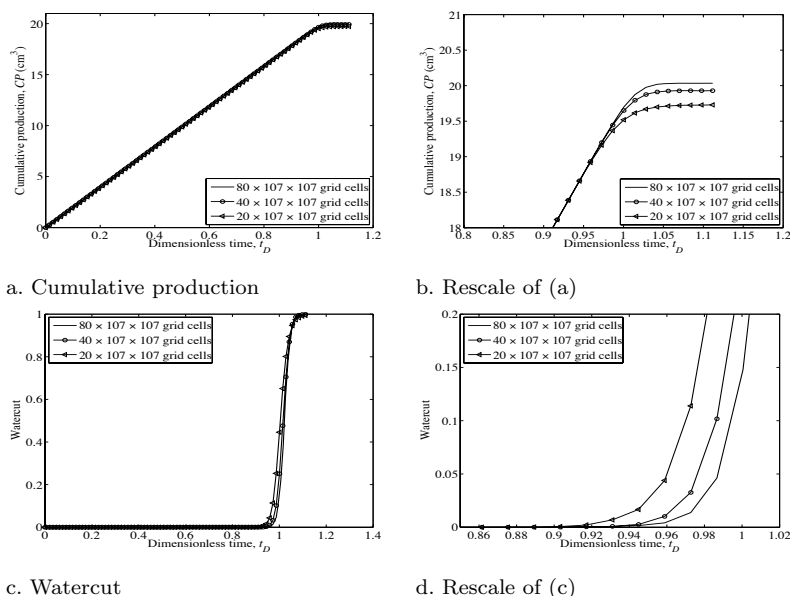 20
15
10
5
0
Cumulative production, CP (cm³)
80 × 107 × 107 grid cells
40 × 107 × 107 grid cells
20 × 107 × 107 grid cells
0 0.2 0.4 0.6 0.8 1 1.2
Dimensionless time, t_D
a. Cumulative production
21
20.5
20
19.5
19
18.5
18
Cumulative production, CP (cm³)
80 × 107 × 107 grid cells
40 × 107 × 107 grid cells
20 × 107 × 107 grid cells
0.8 0.85 0.9 0.95 1 1.05 1.1 1.15 1.2
Dimensionless time, t_D
b. Rescale of (a)
1
0.8
0.6
0.4
0.2
0
Watercut
80 × 107 × 107 grid cells
40 × 107 × 107 grid cells
20 × 107 × 107 grid cells
0 0.2 0.4 0.6 0.8 1 1.2 1.4
Dimensionless time, t_D
c. Watercut
0.2
0.15
0.1
0.05
0
Watercut
80 × 107 × 107 grid cells
40 × 107 × 107 grid cells
20 × 107 × 107 grid cells
0.86 0.88 0.9 0.92 0.94 0.96 0.98 1 1.02
Dimensionless time, t_D
d. Rescale of (c)